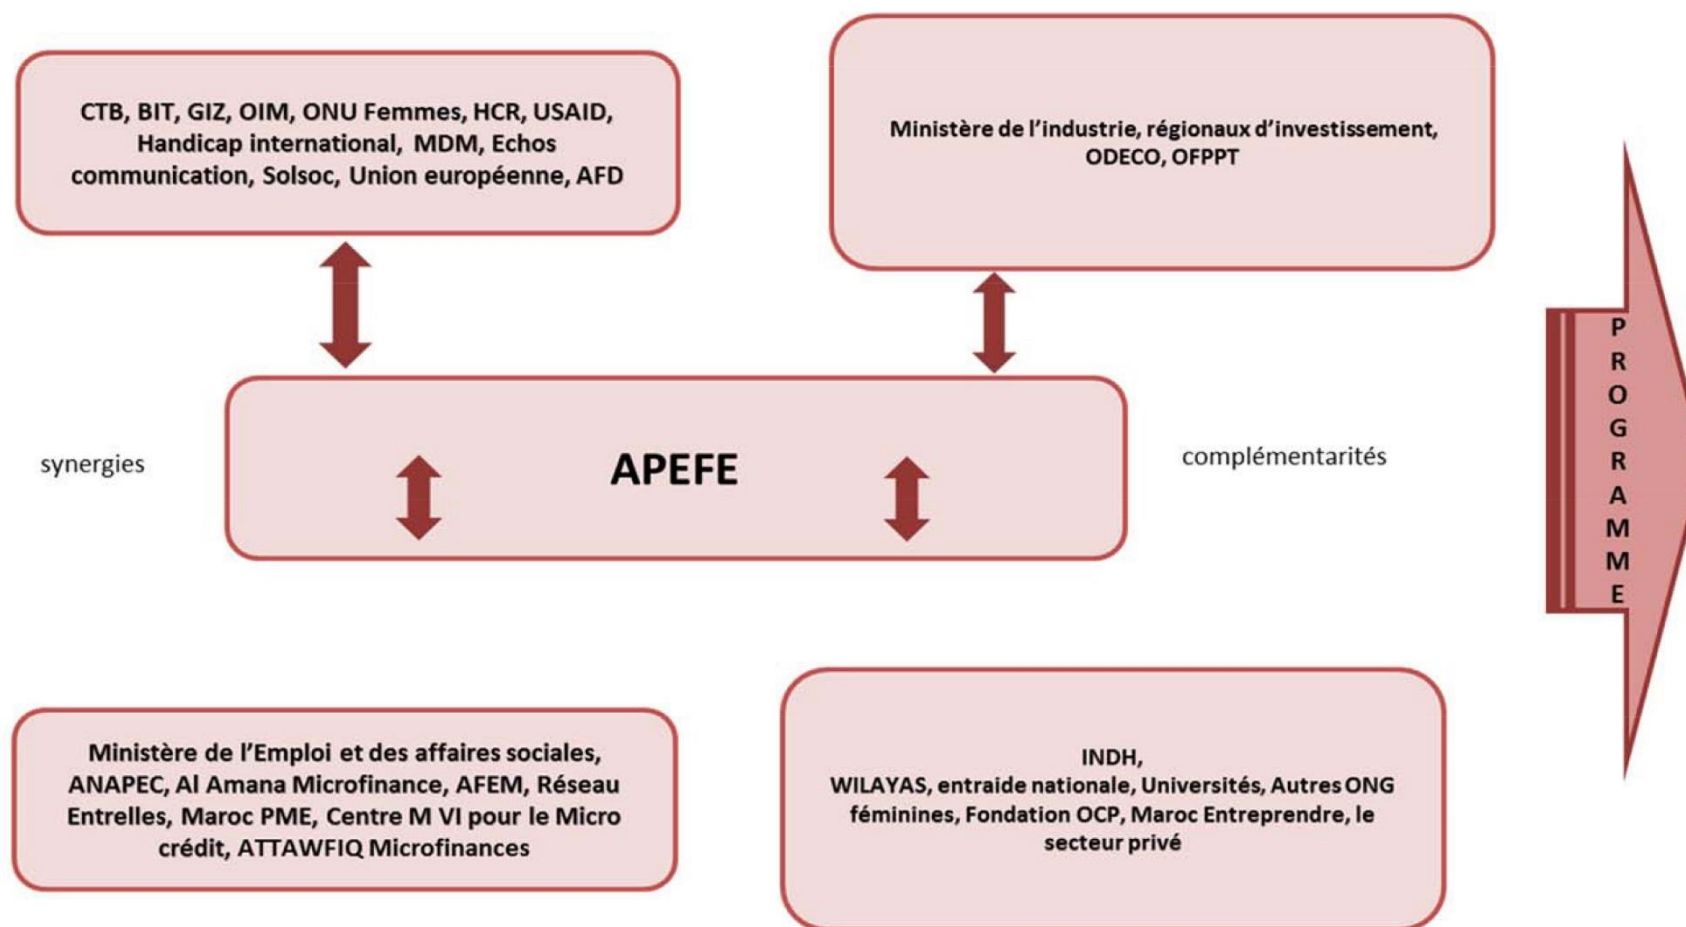 CTB, BIT, GIZ, OIM, ONU Femmes, HCR, USAID,
Handicap international, MDM, Echos
communication, Solsoc, Union européenne, AFD
Ministère de l'industrie, régionaux d'investissement,
ODECO, OFPPT
synergies
APEFE
complémentarités
P
R
O
G
R
A
M
M
E
Ministère de l'Emploi et des affaires sociales,
ANAPEC, Al Amana Microfinance, AFEM, Réseau
Entrelles, Maroc PME, Centre M VI pour le Micro
crédit, ATTAWFIQ Microfinances
INDH,
WILAYAS, entraide nationale, Universités, Autres ONG
féminines, Fondation OCP, Maroc Entreprendre, le
secteur privé